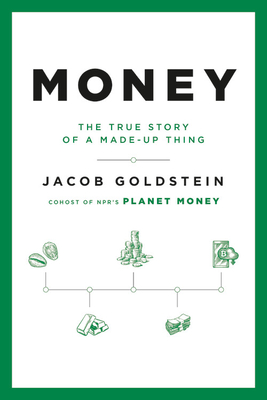 MONEY
THE TRUE STORY
OF A MADE-UP THING
JACOB GOLDSTEIN
COHOST OF NPR'S PLANET MONEY